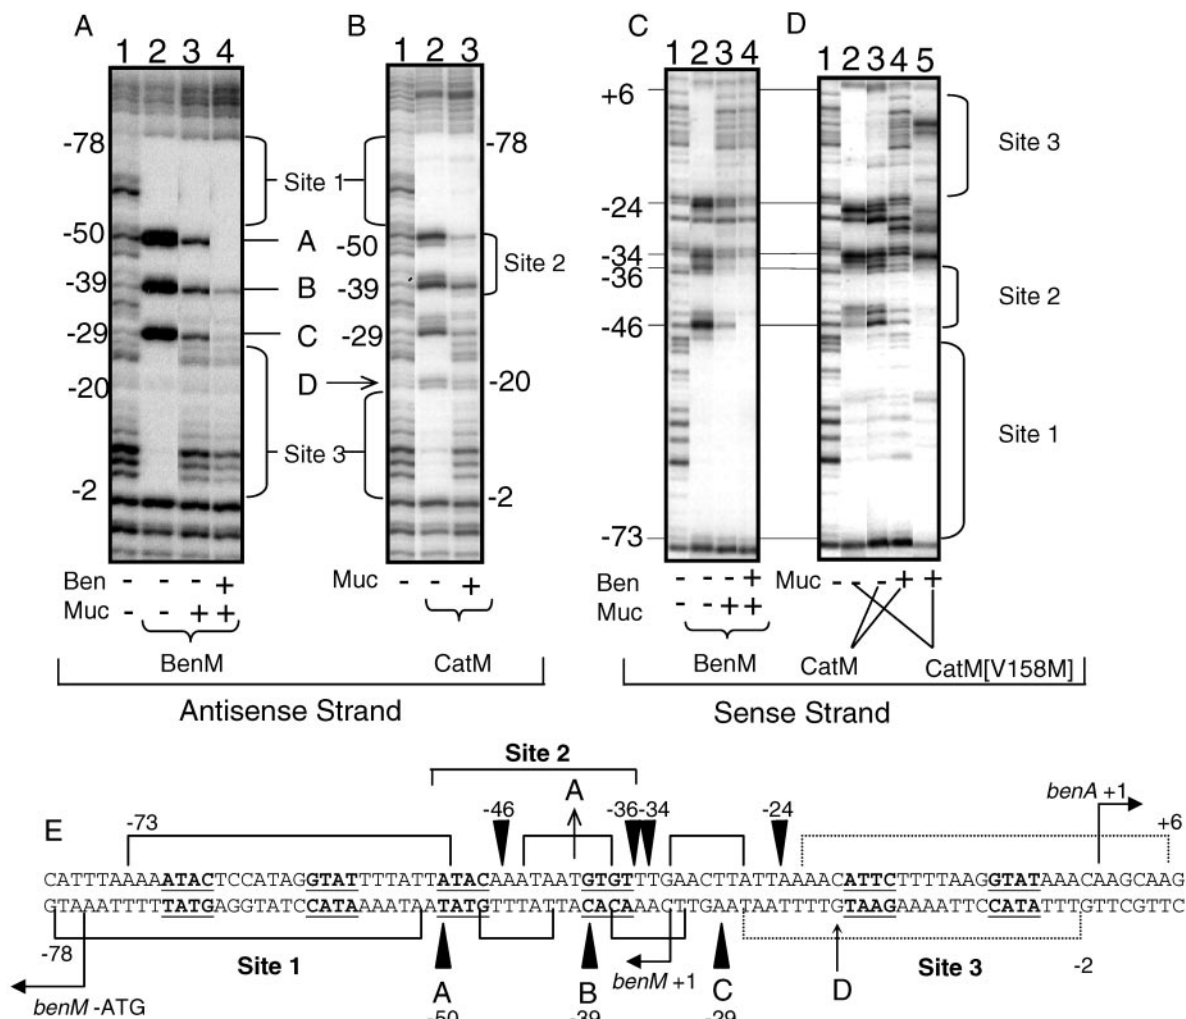 A
B
C
D
1 2 3 4
1 2 3
1 2 3 4
1 2 3 4 5
-78
-50
-39
-29
-20
-2
Site 1
A
B
C
D
Site 3
-50
-39
-29
-78
Site 2
-20
-2
+6
-24
-34
-36
-46
-73
Site 3
Site 2
Site 1
Ben - - - +
Muc - - + +
BenM
Muc - - +
CatM
Ben - - - +
Muc - - + +
BenM
Muc - - - + +
CatM
CatM[V158M]
Antisense Strand
Sense Strand
E
Site 2
-73
-46
A
-36
-34
-24
benA +1
+6
CATTTAAAAATACTCCATAGGTATTTTATTATACAAATAATGTGTTTGAACTTATTAAAACATTCTTTTAAGGTATAAACAAGCAAG
GTAAATTTTTATGAGGTATCCATAAAATAATATGTTTATTACACAAACTTGAATAATTTTGTAAGAAAATTCCATATTTGTTCGTTC
-78
Site 1
benM +1
Site 3
-2
benM -ATG
A
B
C
D
-50
-39
-29